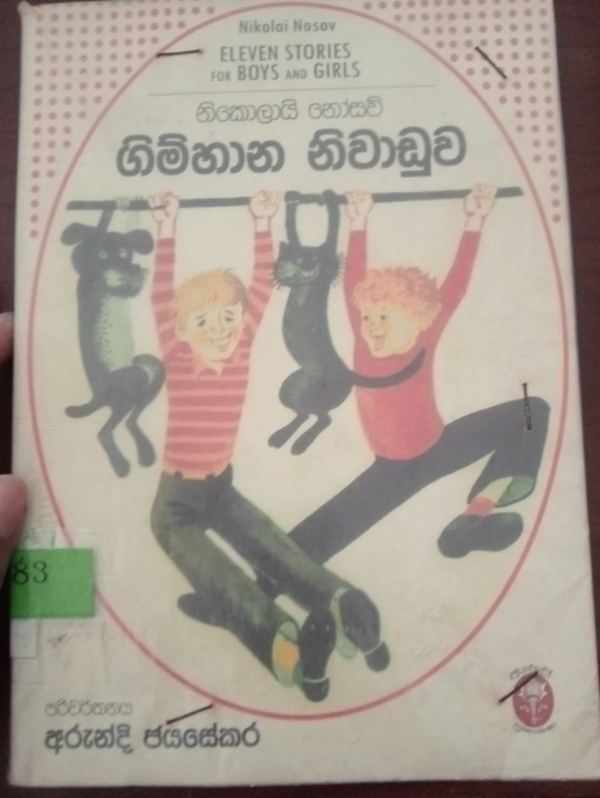 Nikolai Nosov
ELEVEN STORIES
FOR BOYS AND GIRLS
නිකොලායි නෝසව්
ගිම්හාන නිවාඩුව
83
පරිවර්තනය
අරුන්දි ජයසේකර